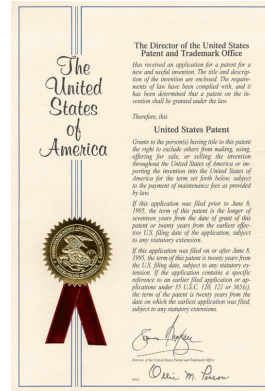 The
United
States
of
America
The Director of the United States
Patent and Trademark Office
Has received an application for a patent for a
new and useful invention. The title and descrip-
tion of the invention are enclosed. The require-
ments of law have been complied with, and it
has been determined that a patent on the in-
vention shall be granted under the law.
Therefore, this
United States Patent
Grants to the person(s) having title to this patent
the right to exclude others from making, using,
offering for sale, or selling the invention
throughout the United States of America or im-
porting the invention into the United States of
America for the term set forth below, subject
to the payment of maintenance fees as provided
by law.
If this application was filed prior to June 8,
1995, the term of this patent is the longer of
seventeen years from the date of grant of this
patent or twenty years from the earliest effec-
tive U.S. filing date of the application, subject
to any statutory extension.
If this application was filed on or after June 8,
1995, the term of this patent is twenty years from
the U.S. filing date, subject to any statutory ex-
tension. If the application contains a specific
reference to an earlier filed application or ap-
plications under 35 U.S.C. 120, 121 or 365(c),
the term of the patent is twenty years from the
date on which the earliest application was filed,
subject to any statutory extensions.
Director of the United States Patent and Trademark Office
Ollie M. Person